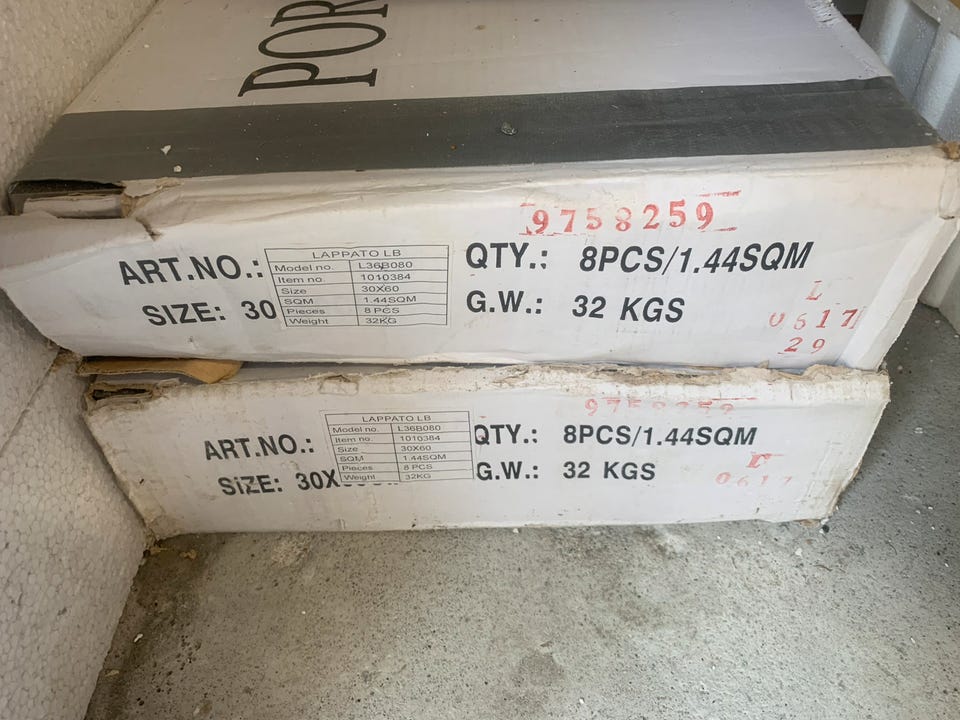 POR
9758259
ART.NO.:
LAPPATO LB
Model no. L36B080
Item no. 1010384
Size 30X60
SQM 1.44SQM
Pieces 8 PCS
Weight 32KG
QTY.: 8PCS/1.44SQM
SIZE: 30
G.W.: 32 KGS
L
0617
29
ART.NO.:
LAPPATO LB
Model no. L36B080
Item no. 1010384
Size 30X60
SQM 1.44SQM
Pieces 8 PCS
Weight 32KG
QTY.: 8PCS/1.44SQM
SIZE: 30X
G.W.: 32 KGS
0617